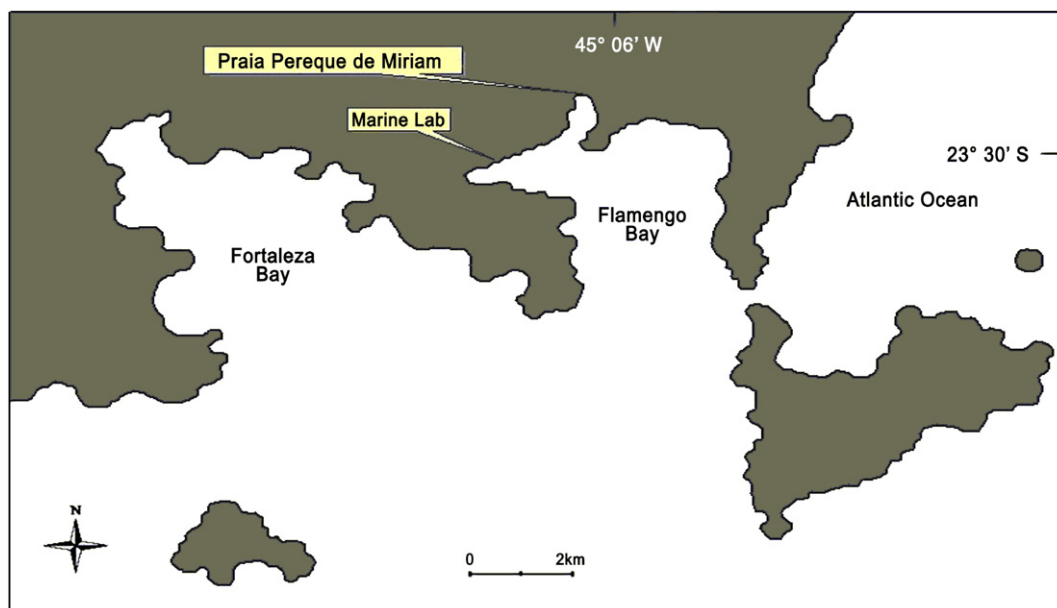 45° 06' W
Praia Pereque de Miriam
Marine Lab
23° 30' S
Atlantic Ocean
Flamengo
Bay
Fortaleza
Bay
N
0 2km